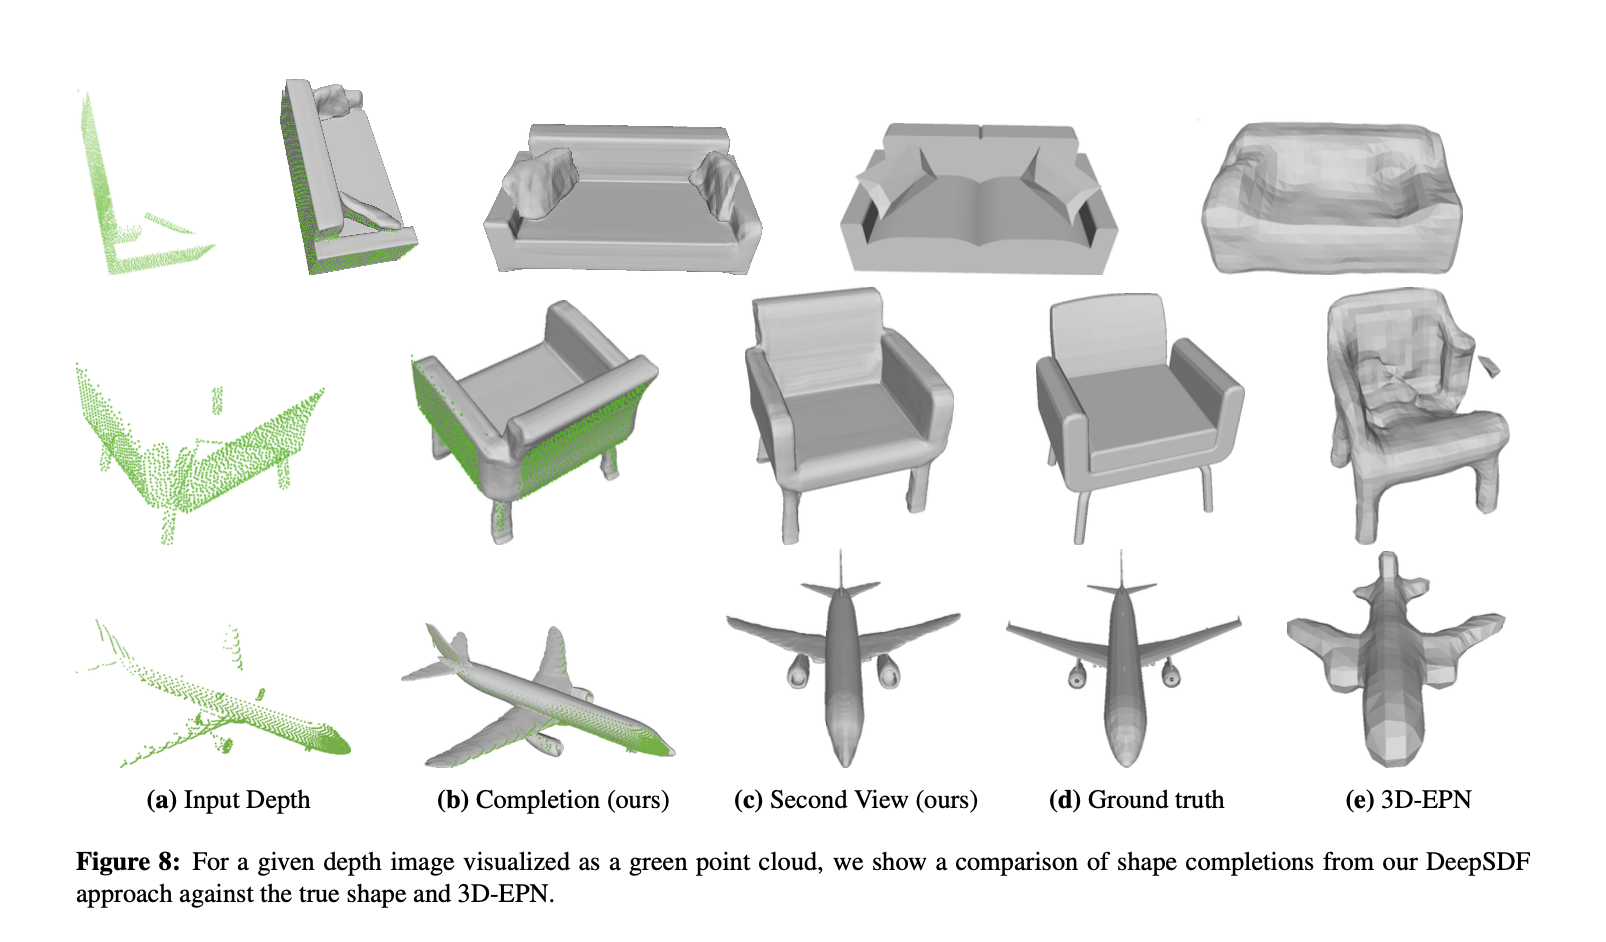 (a) Input Depth (b) Completion (ours) (c) Second View (ours) (d) Ground truth (e) 3D-EPN
Figure 8: For a given depth image visualized as a green point cloud, we show a comparison of shape completions from our DeepSDF
approach against the true shape and 3D-EPN.